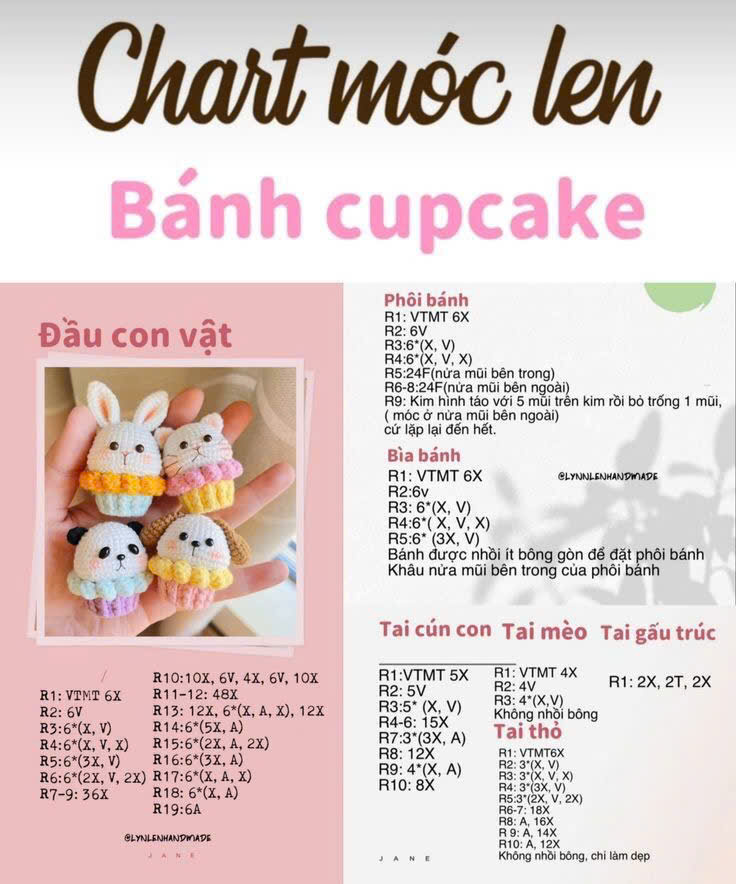 Chart móc len
Bánh cupcake
Đầu con vật
R1: VTMT 6X
R2: 6V
R3:6*(X, V)
R4:6*(X, V, X)
R5:6*(3X, V)
R6:6*(2X, V, 2X)
R7-9: 36X
R10:10X, 6V, 4X, 6V, 10X
R11-12: 48X
R13: 12X, 6*(X, A, X), 12X
R14:6*(5X, A)
R15:6*(2X, A, 2X)
R16:6*(3X, A)
R17:6*(X, A, X)
R18: 6*(X, A)
R19:6A
@LYNLENHANDMADE
JANE
Phôi bánh
R1: VTMT 6X
R2: 6V
R3:6*(X, V)
R4:6*(X, V, X)
R5:24F(nửa mũi bên trong)
R6-8:24F(nửa mũi bên ngoài)
R9: Kim hình táo với 5 mũi trên kim rồi bỏ trống 1 mũi,
( móc ở nửa mũi bên ngoài)
cứ lặp lại đến hết.
Bìa bánh
R1: VTMT 6X
R2:6v
R3: 6*(X, V)
R4:6*( X, V, X)
R5:6* (3X, V)
Bánh được nhồi ít bông gòn để đặt phôi bánh
Khâu nửa mũi bên trong của phôi bánh
@LYNNLENHANDMADE
Tai cún con
R1:VTMT 5X
R2: 5V
R3:5* (X, V)
R4-6: 15X
R7:3*(3X, A)
R8: 12X
R9: 4*(X, A)
R10: 8X
JANE
Tai mèo
R1: VTMT 4X
R2: 4V
R3: 4*(X,V)
Không nhồi bông
Tai thỏ
R1: VTMT6X
R2: 3*(X, V)
R3: 3*(X, V, X)
R4: 3*(3X, V)
R5:3*(2X, V, 2X)
R6-7: 18X
R8: A, 16X
R 9: A, 14X
R10: A, 12X
Không nhồi bông, chỉ làm dẹp
Tai gấu trúc
R1: 2X, 2T, 2X